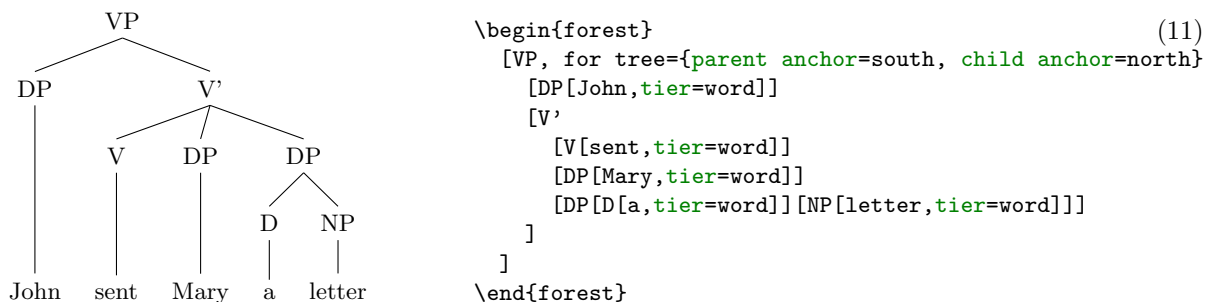 VP
DP V’
V DP DP
D NP
John sent Mary a letter
\begin{forest} (11)
[VP, for tree={parent anchor=south, child anchor=north}
[DP[John,tier=word]]
[V’
[V[sent,tier=word]]
[DP[Mary,tier=word]]
[DP[D[a,tier=word]][NP[letter,tier=word]]]
]
]
\end{forest}